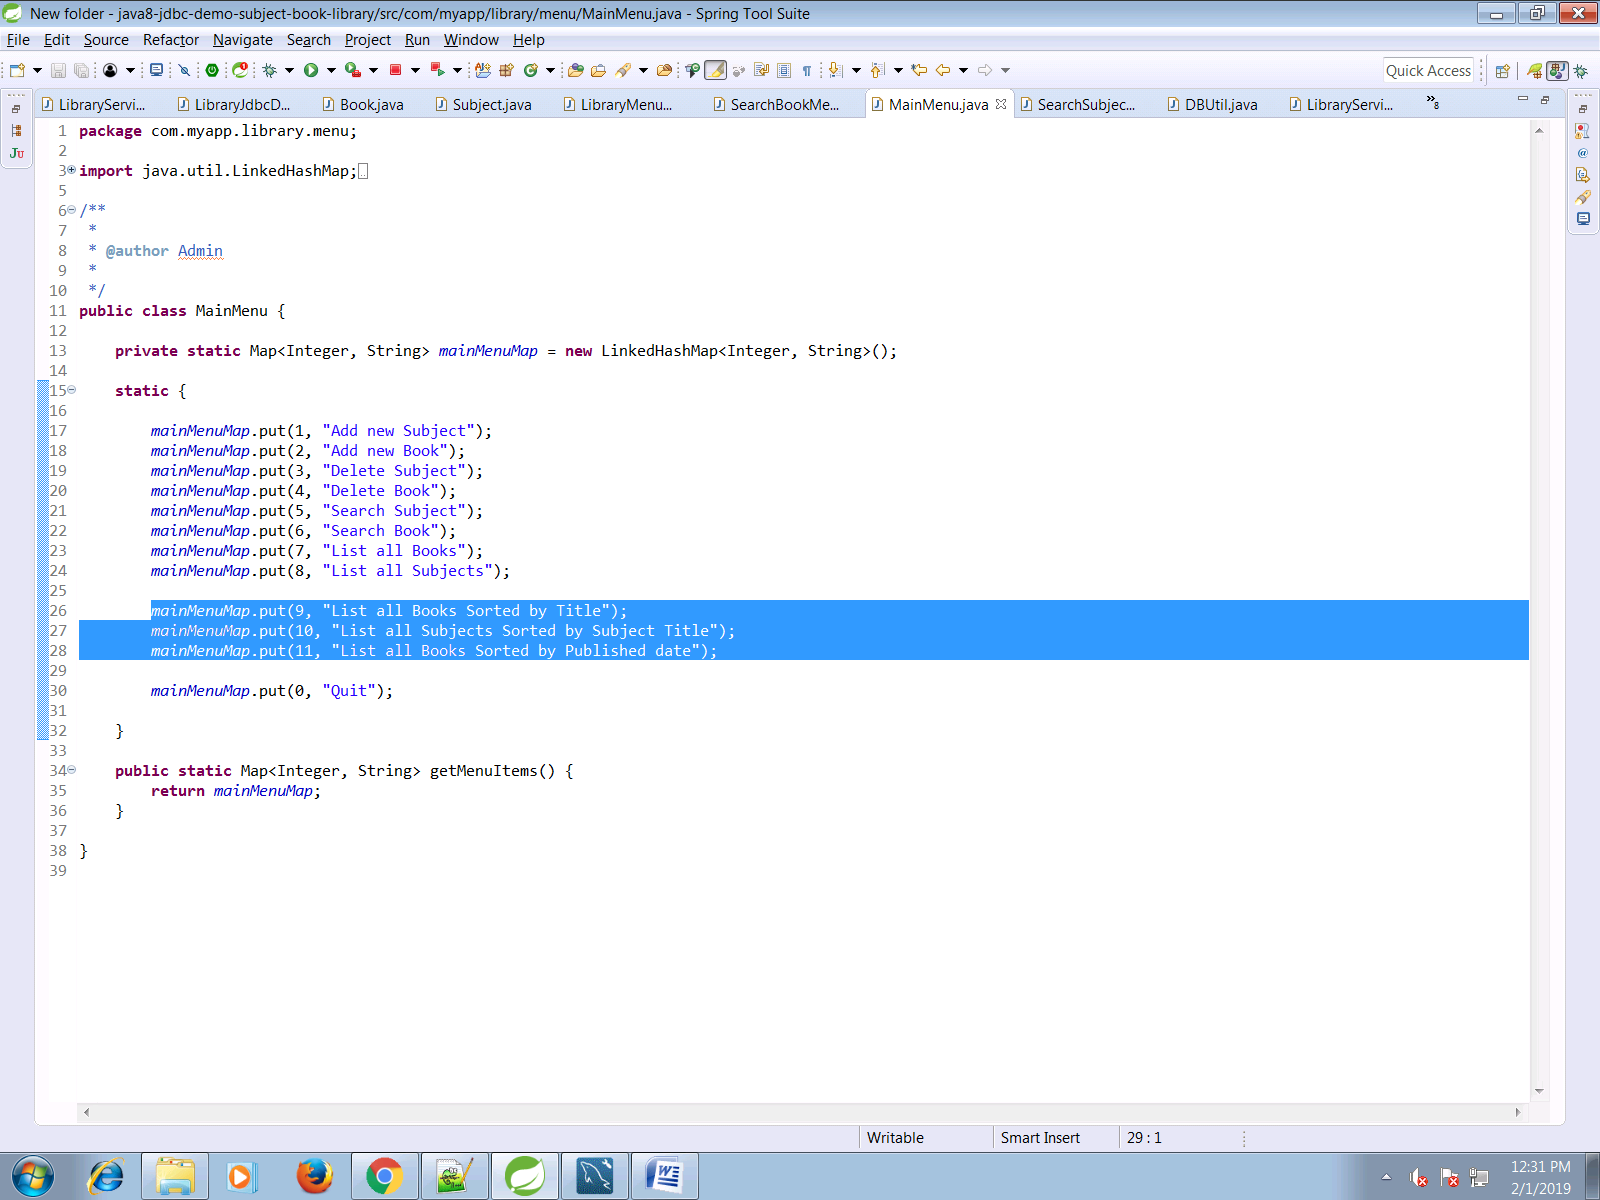 New folder - java8-jdbc-demo-subject-book-library/src/com/myapp/library/menu/MainMenu.java - Spring Tool Suite
File Edit Source Refactor Navigate Search Project Run Window Help
Quick Access
LibraryServi... LibraryJdbcD... Book.java Subject.java LibraryMenu... SearchBookMe... MainMenu.java SearchSubjec... DBUtil.java LibraryServi... »8
1 package com.myapp.library.menu;
2
3 import java.util.LinkedHashMap;
5
6 /**
7 *
8 * @author Admin
9 *
10 */
11 public class MainMenu {
12
13 private static Map<Integer, String> mainMenuMap = new LinkedHashMap<Integer, String>();
14
15 static {
16
17 mainMenuMap.put(1, "Add new Subject");
18 mainMenuMap.put(2, "Add new Book");
19 mainMenuMap.put(3, "Delete Subject");
20 mainMenuMap.put(4, "Delete Book");
21 mainMenuMap.put(5, "Search Subject");
22 mainMenuMap.put(6, "Search Book");
23 mainMenuMap.put(7, "List all Books");
24 mainMenuMap.put(8, "List all Subjects");
25
26 mainMenuMap.put(9, "List all Books Sorted by Title");
27 mainMenuMap.put(10, "List all Subjects Sorted by Subject Title");
28 mainMenuMap.put(11, "List all Books Sorted by Published date");
29
30 mainMenuMap.put(0, "Quit");
31
32 }
33
34 public static Map<Integer, String> getMenuItems() {
35 return mainMenuMap;
36 }
37
38 }
39
Writable Smart Insert 29 : 1
12:31 PM
2/1/2019